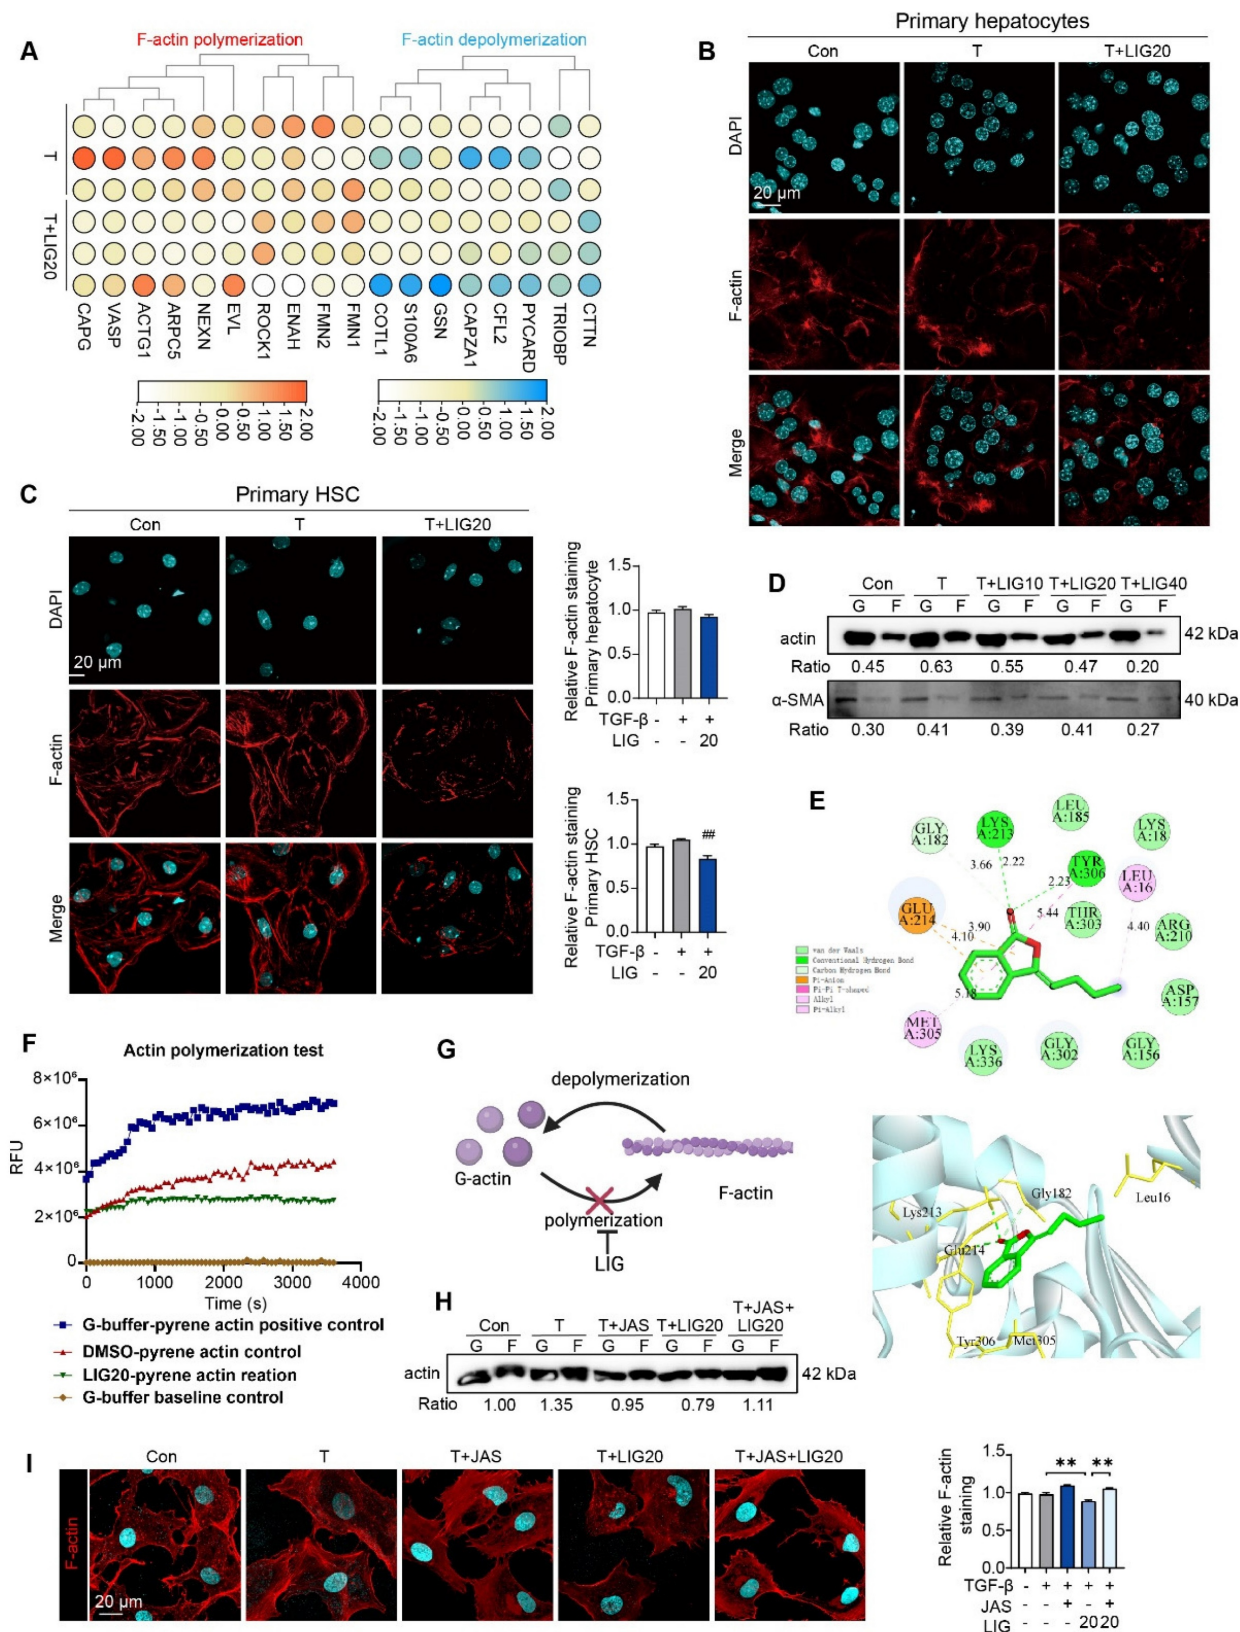 A
F-actin polymerization
F-actin depolymerization
T
T+LIG20
CAPG
VASP
ACTG1
ARPC5
NEXN
EVL
ROCK1
ENAH
FMN2
FMN1
COTL1
S100A6
GSN
CAPZA1
CFL2
PYCARD
TRIOBP
CTTN
-2.00
-1.50
-1.00
-0.50
0.00
0.50
1.00
1.50
2.00
-2.00
-1.50
-1.00
-0.50
0.00
0.50
1.00
1.50
2.00
B
Primary hepatocytes
Con
T
T+LIG20
DAPI
20 μm
F-actin
Merge
C
Primary HSC
Con
T
T+LIG20
DAPI
20 μm
F-actin
Merge
Relative F-actin staining
Primary hepatocyte
1.5
1.0
0.5
0.0
TGF-β - + +
LIG - - 20
Relative F-actin staining
Primary HSC
1.5
1.0
0.5
0.0
##
TGF-β - + +
LIG - - 20
D
Con T T+LIG10 T+LIG20 T+LIG40
G F G F G F G F G F
actin
42 kDa
Ratio 0.45 0.63 0.55 0.47 0.20
α-SMA
40 kDa
Ratio 0.30 0.41 0.39 0.41 0.27
E
GLY
A:182
LYS
A:213
LEU
A:185
LYS
A:18
TYR
A:306
LEU
A:16
GLU
A:214
THR
A:303
ARG
A:210
ASP
A:157
MET
A:305
LYS
A:336
GLY
A:302
GLY
A:156
3.66
2.22
2.23
5.44
3.90
4.10
4.40
5.18
van der Waals
Conventional Hydrogen Bond
Carbon Hydrogen Bond
Pi-Anion
Pi-Pi T-shaped
Alkyl
Pi-Alkyl
Gly182
Leu16
Lys213
Glu214
Tyr306
Met305
F
Actin polymerization test
RFU
8×10⁶
6×10⁶
4×10⁶
2×10⁶
0
0 1000 2000 3000 4000
Time (s)
G-buffer-pyrene actin positive control
DMSO-pyrene actin control
LIG20-pyrene actin reation
G-buffer baseline control
G
depolymerization
G-actin
F-actin
polymerization
LIG
H
Con T T+JAS T+LIG20 T+JAS+
LIG20
G F G F G F G F G F
actin
42 kDa
Ratio 1.00 1.35 0.95 0.79 1.11
I
Con
T
T+JAS
T+LIG20
T+JAS+LIG20
F-actin
20 μm
Relative F-actin
staining
1.5
1.0
0.5
0.0
** **
TGF-β - + + + +
JAS - - + - +
LIG - - - 20 20